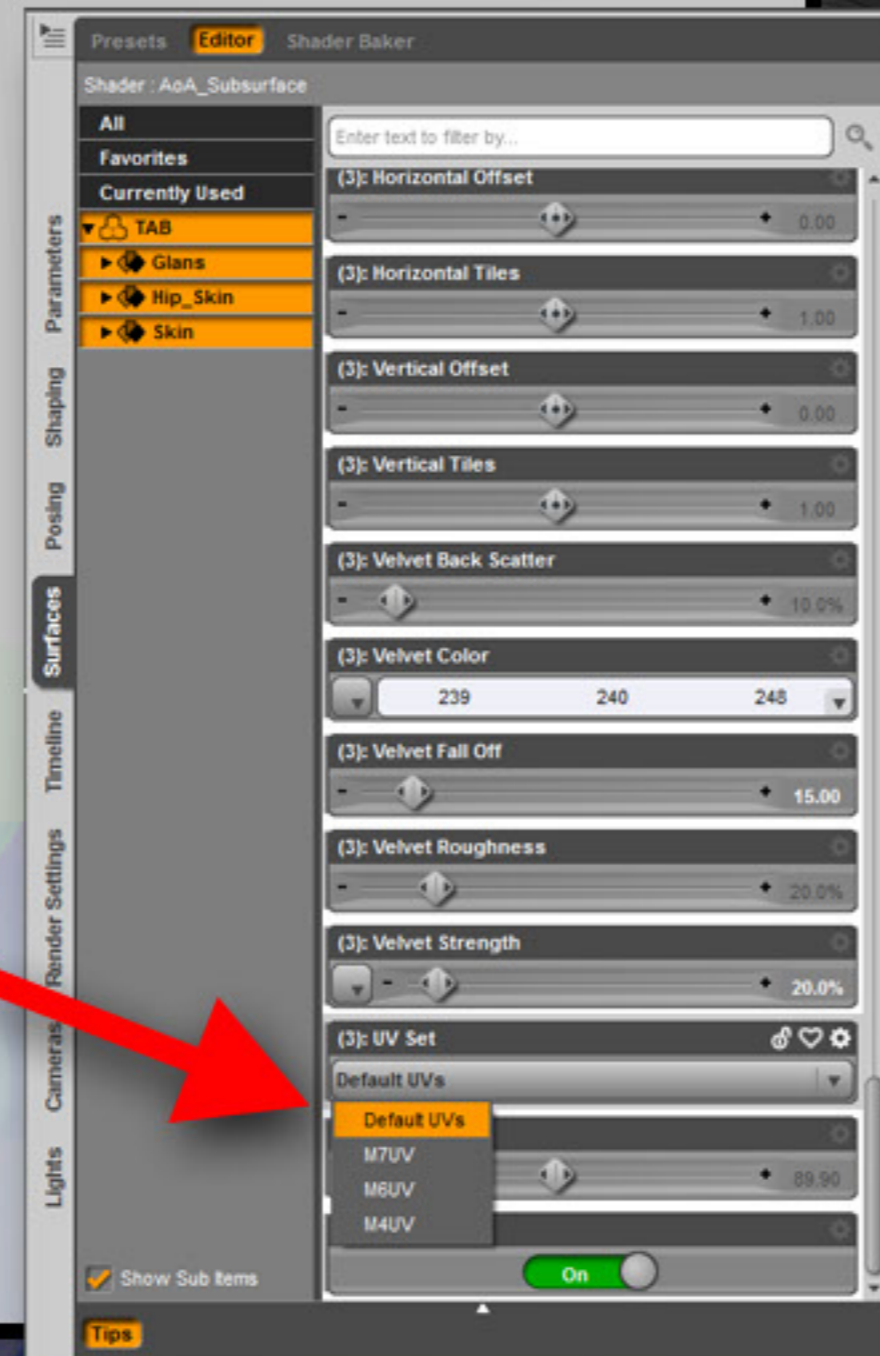 Presets Editor Shader Baker
Shader : AoA_Subsurface
All
Favorites
Currently Used
TAB
Glans
Hip_Skin
Skin
Show Sub Items
Tips
Parameters
Shaping
Posing
Surfaces
Timeline
Render Settings
Cameras
Lights
Enter text to filter by...
(3): Horizontal Offset
- + 0.00
(3): Horizontal Tiles
- + 1.00
(3): Vertical Offset
- + 0.00
(3): Vertical Tiles
- + 1.00
(3): Velvet Back Scatter
- + 10.0%
(3): Velvet Color
239 240 248
(3): Velvet Fall Off
- + 15.00
(3): Velvet Roughness
- + 20.0%
(3): Velvet Strength
- + 20.0%
(3): UV Set
Default UVs
Default UVs
M7UV
M6UV
M4UV
+ 89.90
On